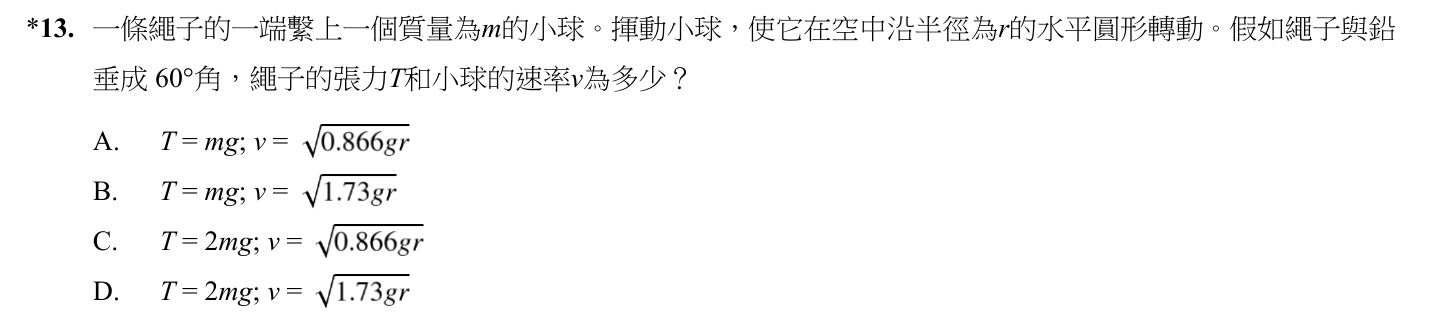 *13. 一條繩子的一端繫上一個質量為m的小球。揮動小球，使它在空中沿半徑為r的水平圓形轉動。假如繩子與鉛
垂成 60°角，繩子的張力T和小球的速率v為多少？
A. T = mg; v = √0.866gr
B. T = mg; v = √1.73gr
C. T = 2mg; v = √0.866gr
D. T = 2mg; v = √1.73gr